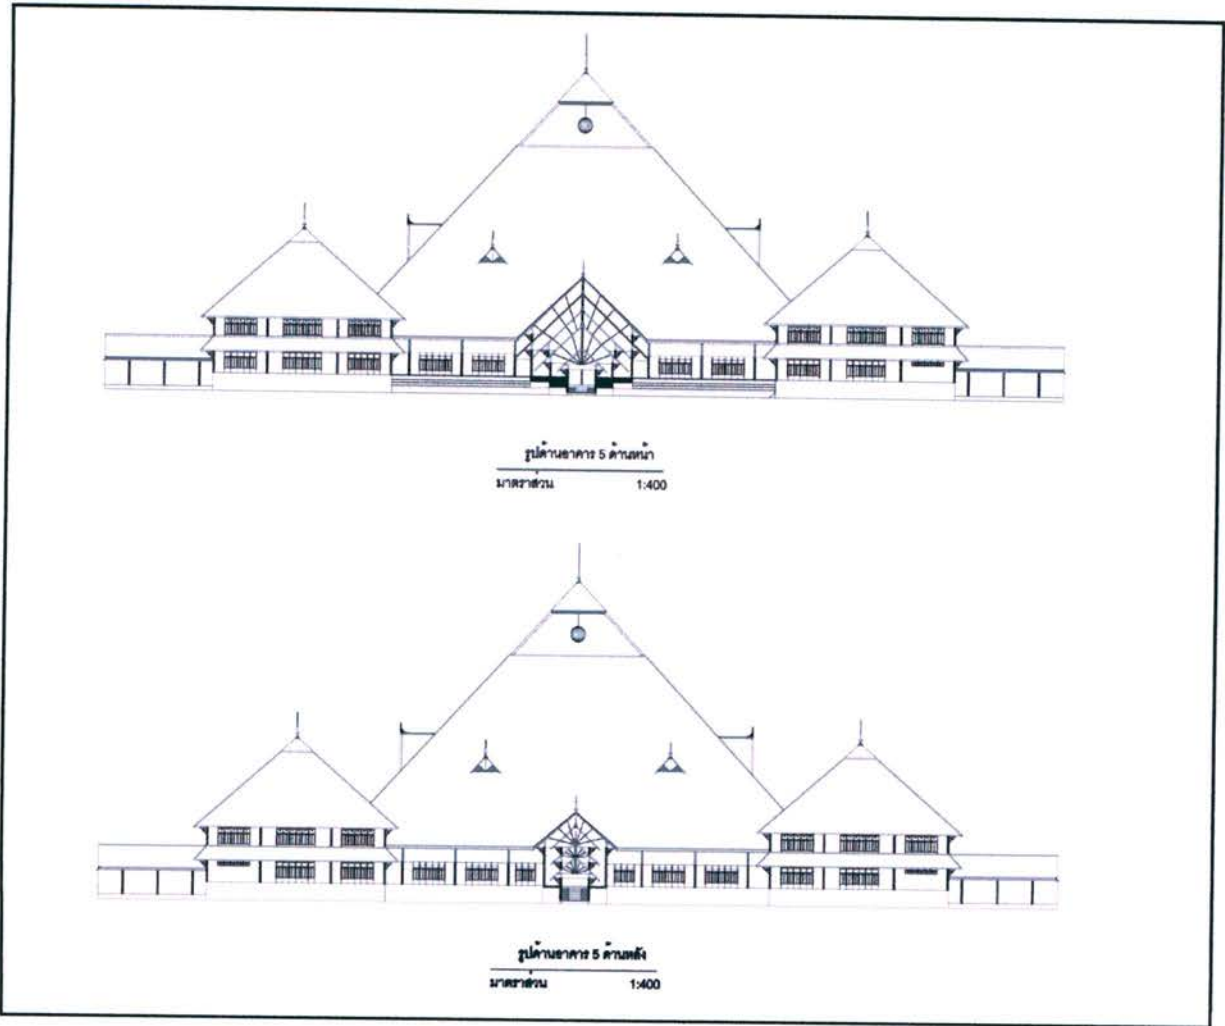 รูปด้านอาคาร 5 ด้านหน้า
มาตราส่วน 1:400
รูปด้านอาคาร 5 ด้านหลัง
มาตราส่วน 1:400